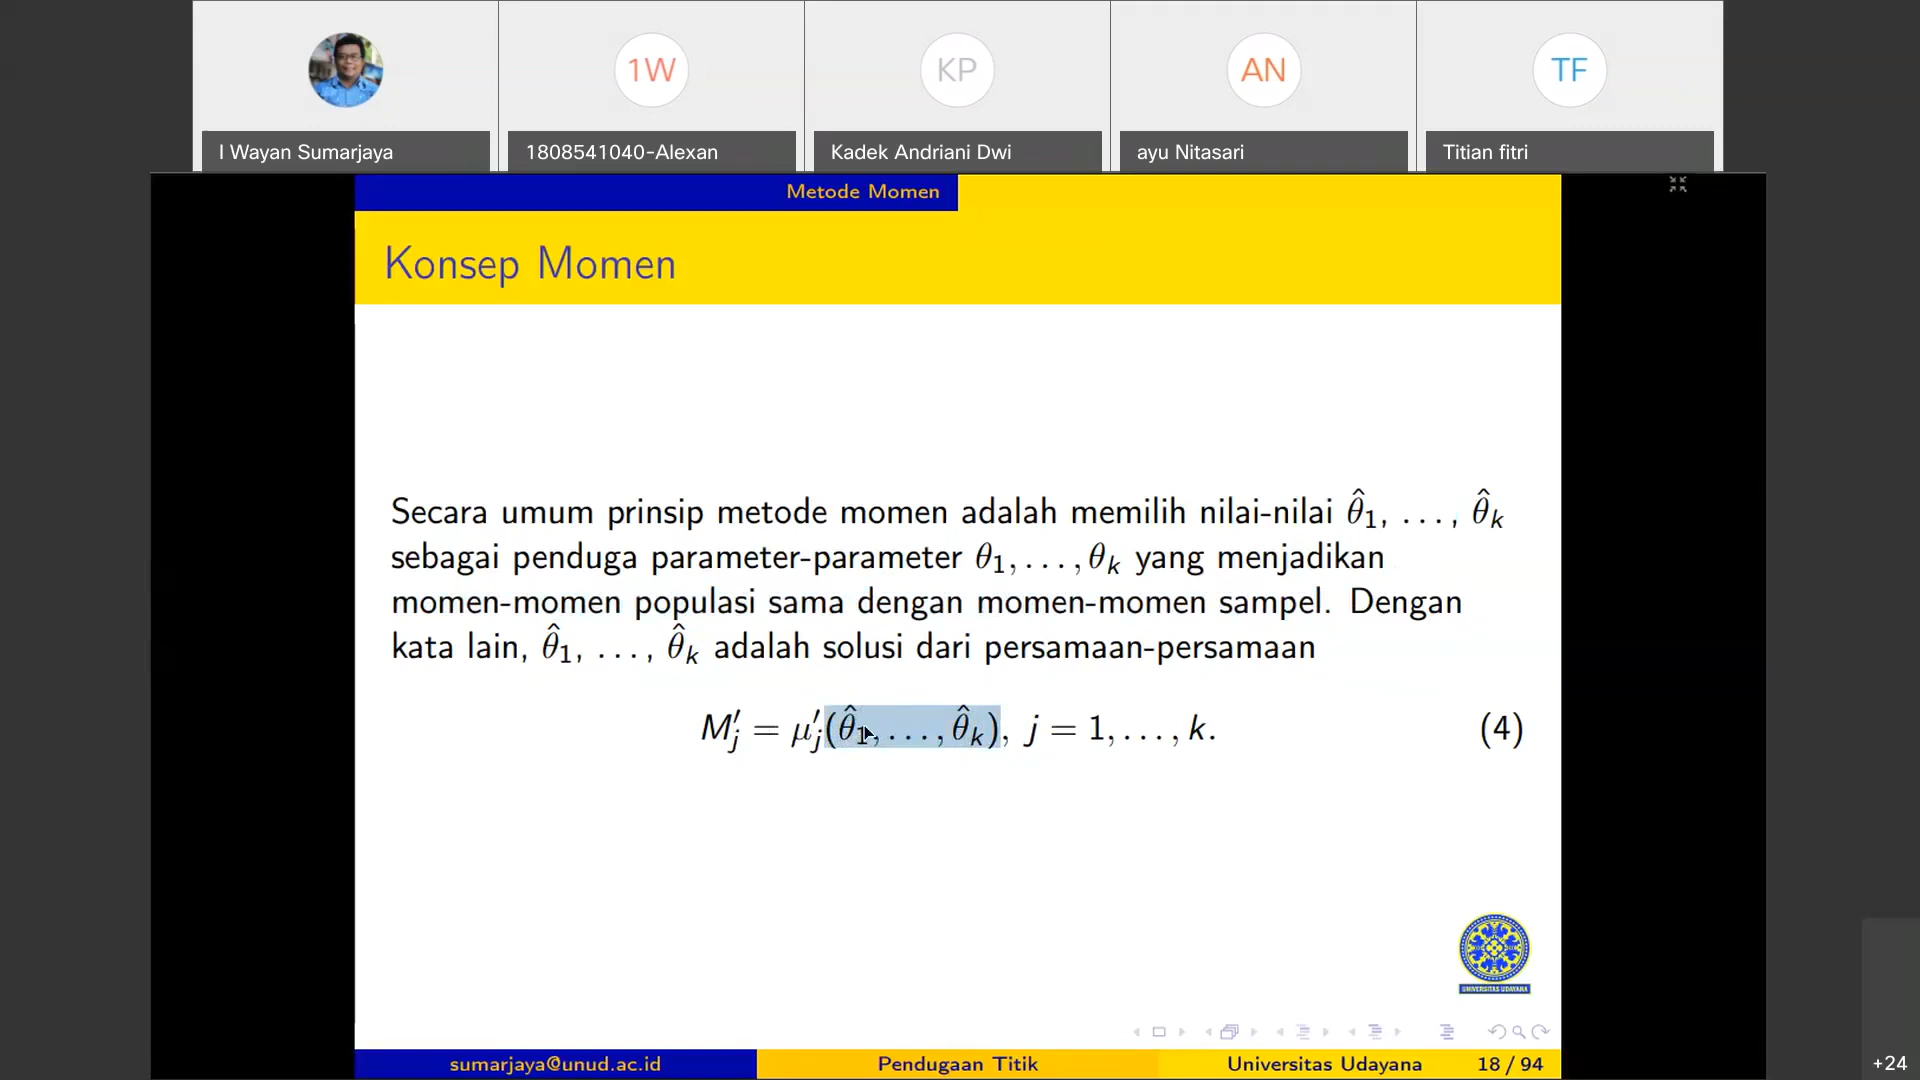 1W
KP
AN
TF
I Wayan Sumarjaya
1808541040-Alexan
Kadek Andriani Dwi
ayu Nitasari
Titian fitri
Metode Momen
Konsep Momen
Secara umum prinsip metode momen adalah memilih nilai-nilai θ̂₁, . . . , θ̂ₖ
sebagai penduga parameter-parameter θ₁, . . . , θₖ yang menjadikan
momen-momen populasi sama dengan momen-momen sampel. Dengan
kata lain, θ̂₁, . . . , θ̂ₖ adalah solusi dari persamaan-persamaan
M′ⱼ = μ′ⱼ(θ̂₁, . . . , θ̂ₖ), j = 1, . . . , k. (4)
UNIVERSITAS UDAYANA
sumarjaya@unud.ac.id
Pendugaan Titik
Universitas Udayana
18 / 94
+24